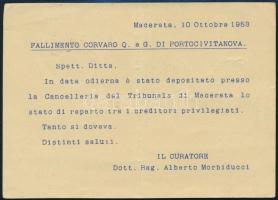 Macerata, 10 Ottobre 1953
FALLIMENTO CORVARO Q. e G. DI PORTOCIVITANOVA.
Spett. Ditta,
In data odierna è stato depositato presso
la Cancelleria del Tribunale di Macerata lo
stato di reparto tra i creditori privilegiati.
Tanto si doveva.
Distinti saluti.
IL CURATORE
Dott. Rag. Alberto Morbiducci